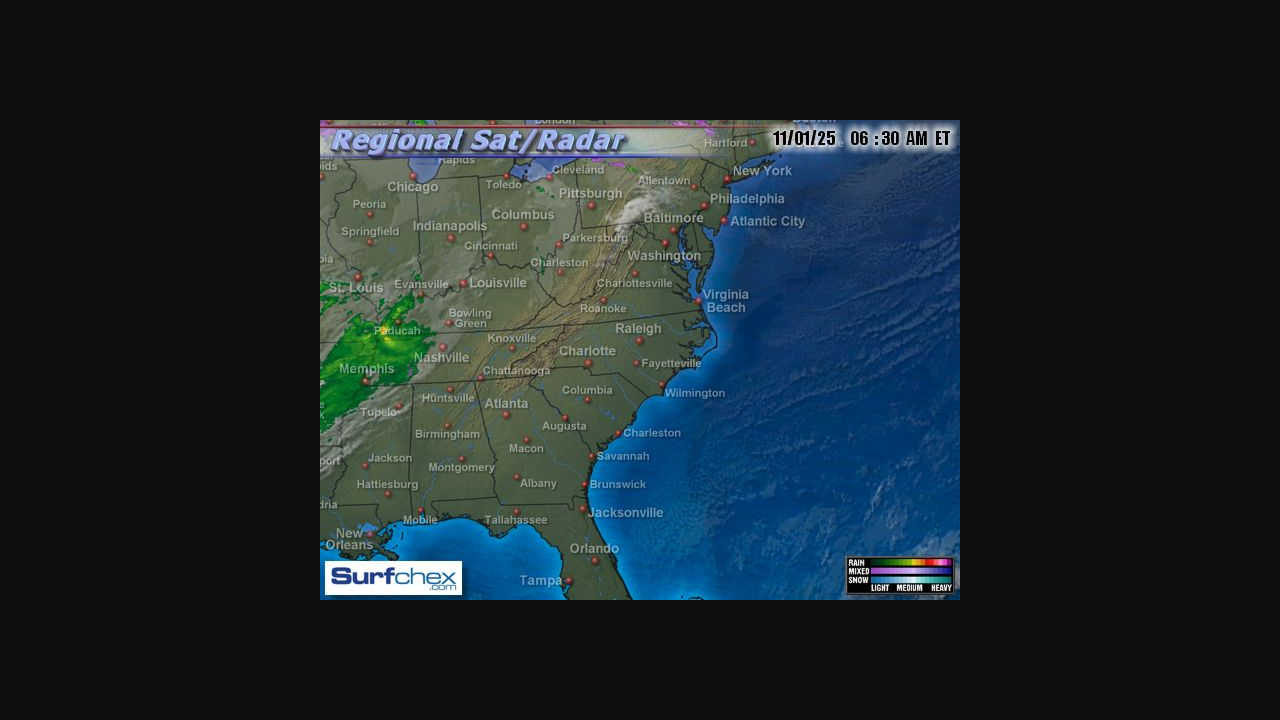 London
Boston
Regional Sat/Radar
11/01/25 06 : 30 AM ET
Hartford
Rapids
Cleveland
New York
Chicago
Toledo
Pittsburgh
Allentown
Peoria
Philadelphia
Columbus
Baltimore
Atlantic City
Springfield
Indianapolis
Parkersburg
Cincinnati
Washington
Charleston
St. Louis
Evansville
Louisville
Charlottesville
Virginia
Beach
Roanoke
Bowling
Green
Paducah
Raleigh
Knoxville
Nashville
Charlotte
Fayetteville
Memphis
Chattanooga
Huntsville
Columbia
Wilmington
Tupelo
Atlanta
Birmingham
Augusta
Charleston
Macon
Jackson
Savannah
Montgomery
Hattiesburg
Albany
Brunswick
Mobile
Tallahassee
Jacksonville
New
Orleans
Orlando
Tampa
Surfchex
.com
RAIN
MIXED
SNOW
LIGHT MEDIUM HEAVY